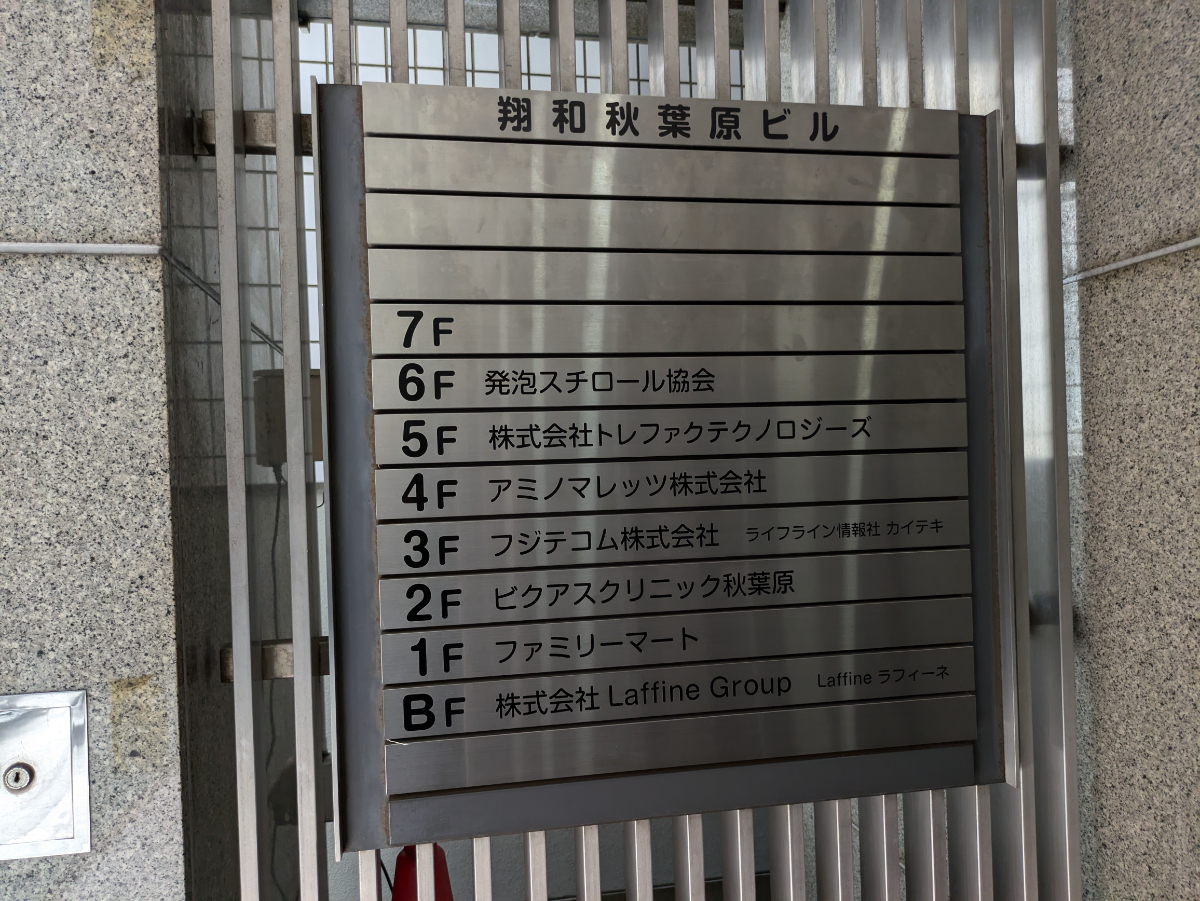 翔和秋葉原ビル
7F
6F 発泡スチロール協会
5F 株式会社トレファクテクノロジーズ
4F アミノマレッツ株式会社
3F フジテコム株式会社 ライフライン情報社 カイテキ
2F ビクアスクリニック秋葉原
1F ファミリーマート
BF 株式会社 Laffine Group Laffine ラフィーネ